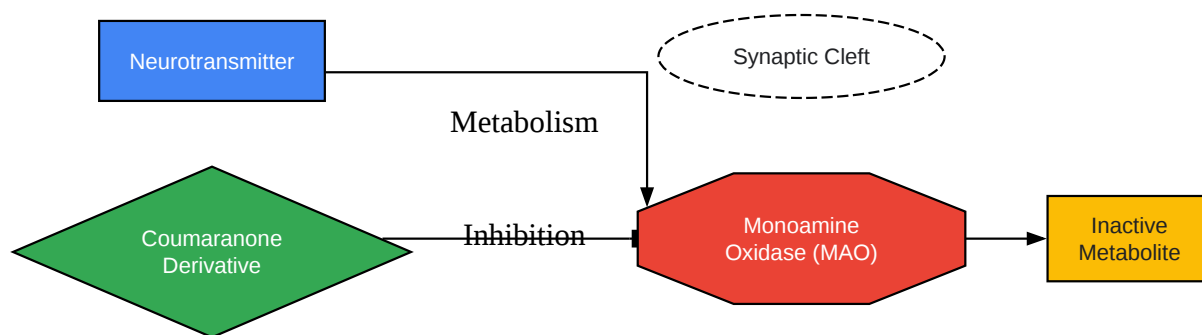 Neurotransmitter
Synaptic Cleft
Metabolism
Coumaranone
Derivative
Inhibition
Monoamine
Oxidase (MAO)
Inactive
Metabolite